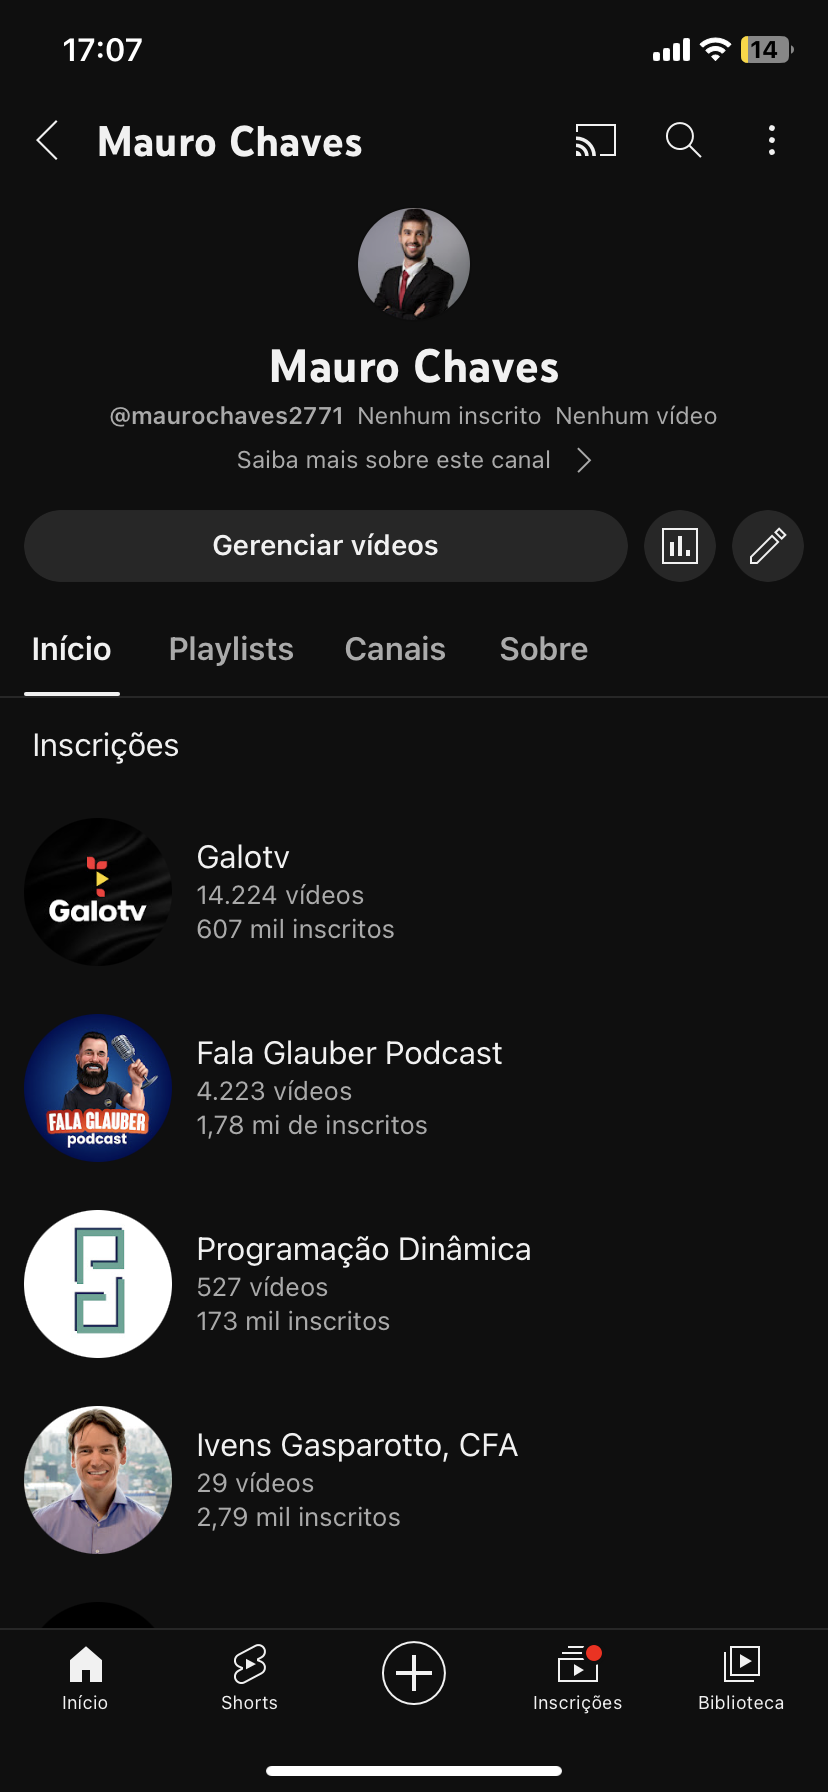 17:07
14
Mauro Chaves
Mauro Chaves
@maurochaves2771 Nenhum inscrito Nenhum vídeo
Saiba mais sobre este canal
Gerenciar vídeos
Início Playlists Canais Sobre
Inscrições
Galotv
Galotv
14.224 vídeos
607 mil inscritos
FALA GLAUBER
podcast
Fala Glauber Podcast
4.223 vídeos
1,78 mi de inscritos
Programação Dinâmica
527 vídeos
173 mil inscritos
Ivens Gasparotto, CFA
29 vídeos
2,79 mil inscritos
Início Shorts Inscrições Biblioteca